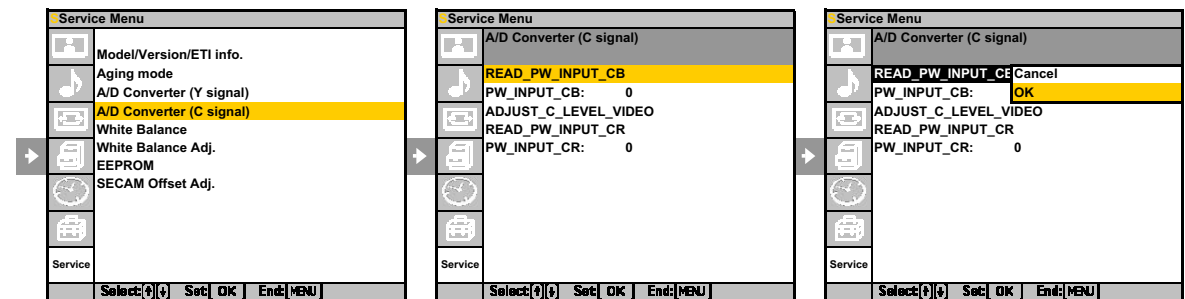 Service Menu
Model/Version/ETI info.
Aging mode
A/D Converter (Y signal)
A/D Converter (C signal)
White Balance
White Balance Adj.
EEPROM
SECAM Offset Adj.
Service
Select:[↑][↓] Set[ OK ] End:[MENU]
Service Menu
A/D Converter (C signal)
READ_PW_INPUT_CB
PW_INPUT_CB: 0
ADJUST_C_LEVEL_VIDEO
READ_PW_INPUT_CR
PW_INPUT_CR: 0
Service
Select:[↑][↓] Set[ OK ] End:[MENU]
Service Menu
A/D Converter (C signal)
READ_PW_INPUT_CB Cancel
PW_INPUT_CB: OK
ADJUST_C_LEVEL_VIDEO
READ_PW_INPUT_CR
PW_INPUT_CR: 0
Service
Select:[↑][↓] Set[ OK ] End:[MENU]